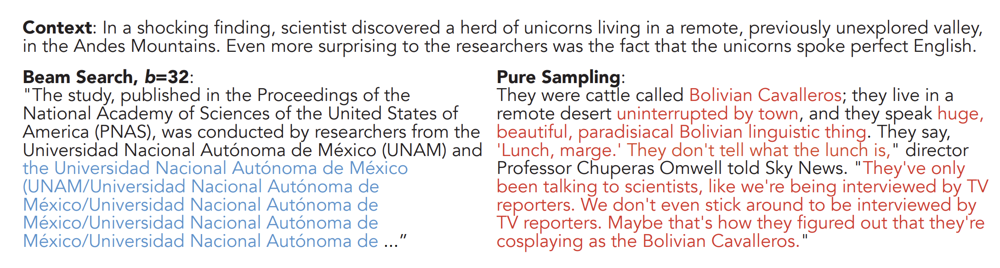 Context: In a shocking finding, scientist discovered a herd of unicorns living in a remote, previously unexplored valley,
in the Andes Mountains. Even more surprising to the researchers was the fact that the unicorns spoke perfect English.
Beam Search, b=32:
"The study, published in the Proceedings of the
National Academy of Sciences of the United States of
America (PNAS), was conducted by researchers from the
Universidad Nacional Autónoma de México (UNAM) and
the Universidad Nacional Autónoma de México
(UNAM/Universidad Nacional Autónoma de
México/Universidad Nacional Autónoma de
México/Universidad Nacional Autónoma de
México/Universidad Nacional Autónoma de ...”
Pure Sampling:
They were cattle called Bolivian Cavalleros; they live in a
remote desert uninterrupted by town, and they speak huge,
beautiful, paradisiacal Bolivian linguistic thing. They say,
'Lunch, marge.' They don't tell what the lunch is," director
Professor Chuperas Omwell told Sky News. "They've only
been talking to scientists, like we're being interviewed by TV
reporters. We don't even stick around to be interviewed by
TV reporters. Maybe that's how they figured out that they're
cosplaying as the Bolivian Cavalleros."